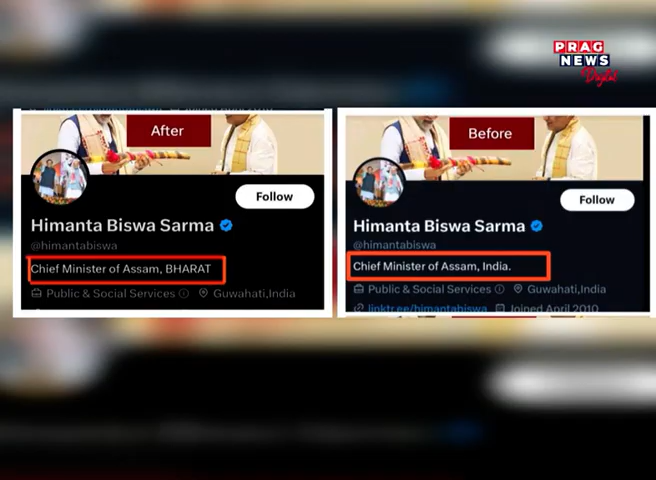 PRAG
NEWS
Digital
After
Follow
Himanta Biswa Sarma
@himantabiswa
Chief Minister of Assam, BHARAT
Public & Social Services
Guwahati,India
Before
Follow
Himanta Biswa Sarma
@himantabiswa
Chief Minister of Assam, India.
Public & Social Services
Guwahati,India
linktr.ee/himantabiswa
Joined April 2010